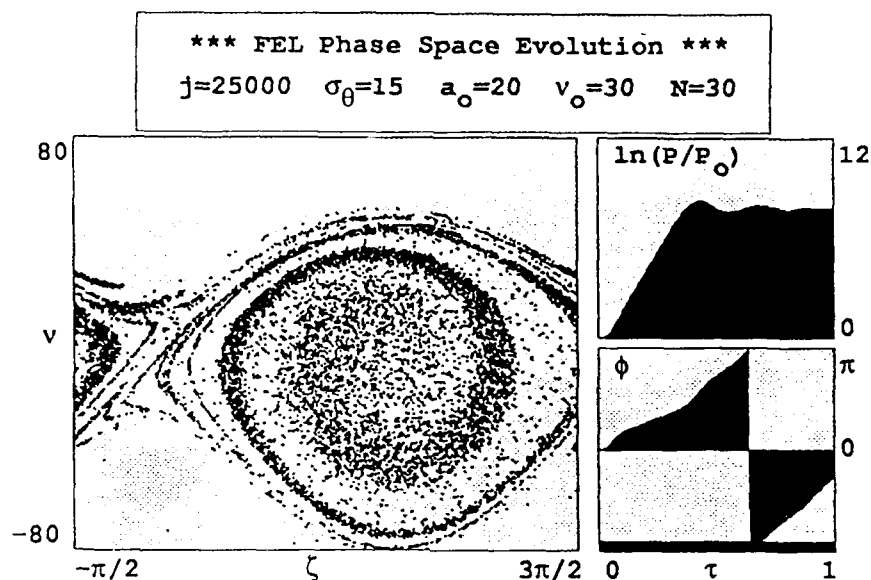 *** FEL Phase Space Evolution ***
j=25000 σθ=15 aₒ=20 νₒ=30 N=30
80
ν
-80
-π/2 ζ 3π/2
ln(P/Pₒ) 12
0
ϕ π
0
0 τ 1